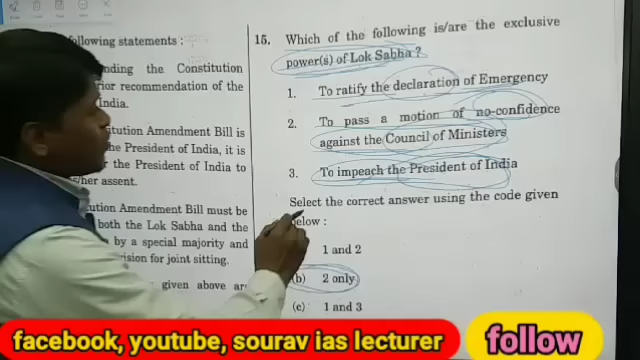 ollowing statements :
nding the Constitution
rior recommendation of the
India.
itution Amendment Bill is
he President of India, it is
r the President of India to
is/her assent.
ution Amendment Bill must be
both the Lok Sabha and the
by a special majority and
vision for joint sitting.
given above are
15. Which of the following is/are the exclusive
power(s) of Lok Sabha ?
1. To ratify the declaration of Emergency
2. To pass a motion of no-confidence
against the Council of Ministers
3. To impeach the President of India
Select the correct answer using the code given
below :
1 and 2
(b) 2 only
(c) 1 and 3
facebook, youtube, sourav ias lecturer
follow